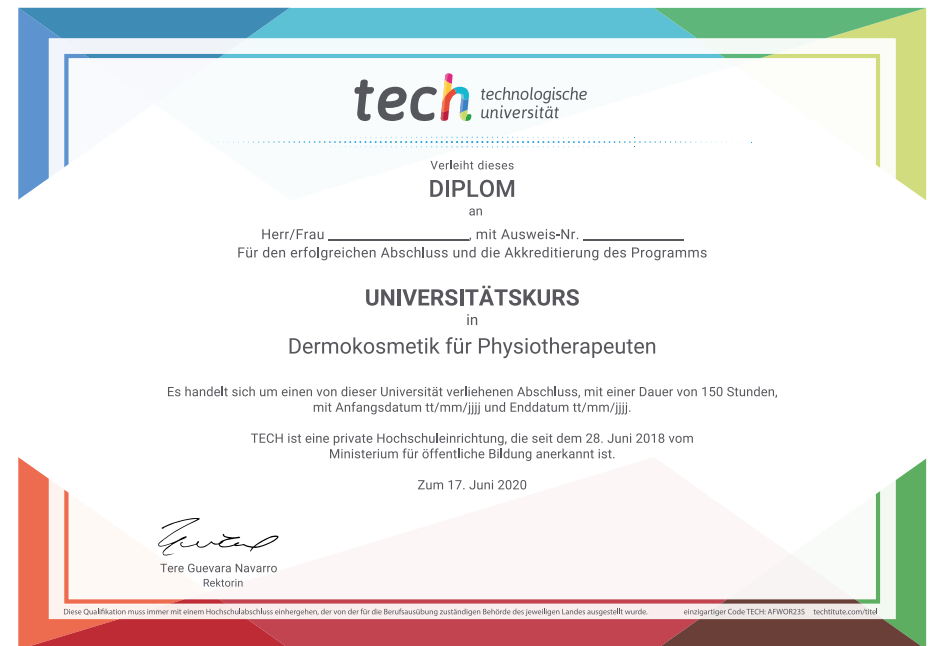 tech technologische
universität
Verleiht dieses
DIPLOM
an
Herr/Frau ____________________, mit Ausweis-Nr. ______________
Für den erfolgreichen Abschluss und die Akkreditierung des Programms
UNIVERSITÄTSKURS
in
Dermokosmetik für Physiotherapeuten
Es handelt sich um einen von dieser Universität verliehenen Abschluss, mit einer Dauer von 150 Stunden,
mit Anfangsdatum tt/mm/jjjj und Enddatum tt/mm/jjjj.
TECH ist eine private Hochschuleinrichtung, die seit dem 28. Juni 2018 vom
Ministerium für öffentliche Bildung anerkannt ist.
Zum 17. Juni 2020
Tere Guevara Navarro
Rektorin
Diese Qualifikation muss immer mit einem Hochschulabschluss einhergehen, der von der für die Berufsausübung zuständigen Behörde des jeweiligen Landes ausgestellt wurde. einzigartiger Code TECH: AFWOR23S techtitute.com/titel